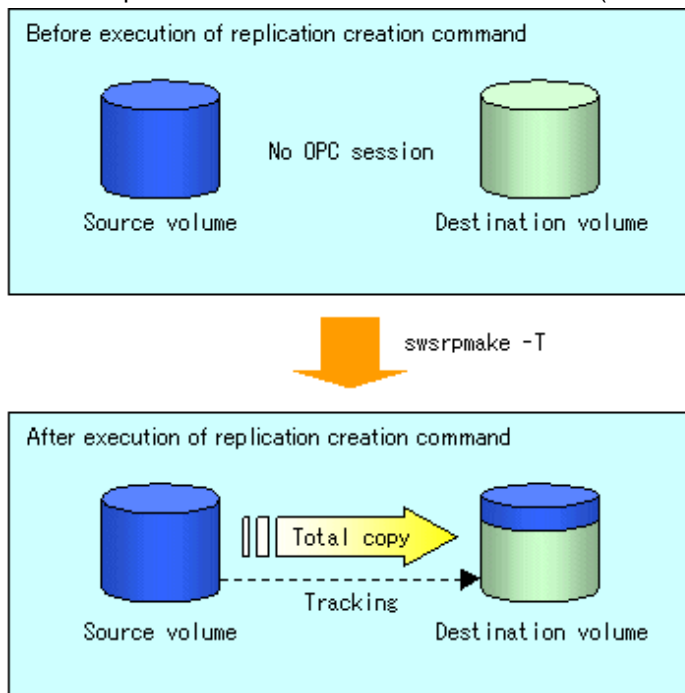 Before execution of replication creation command
No OPC session
Source volume
Destination volume
swsrpmake -T
After execution of replication creation command
Total copy
Tracking
Source volume
Destination volume